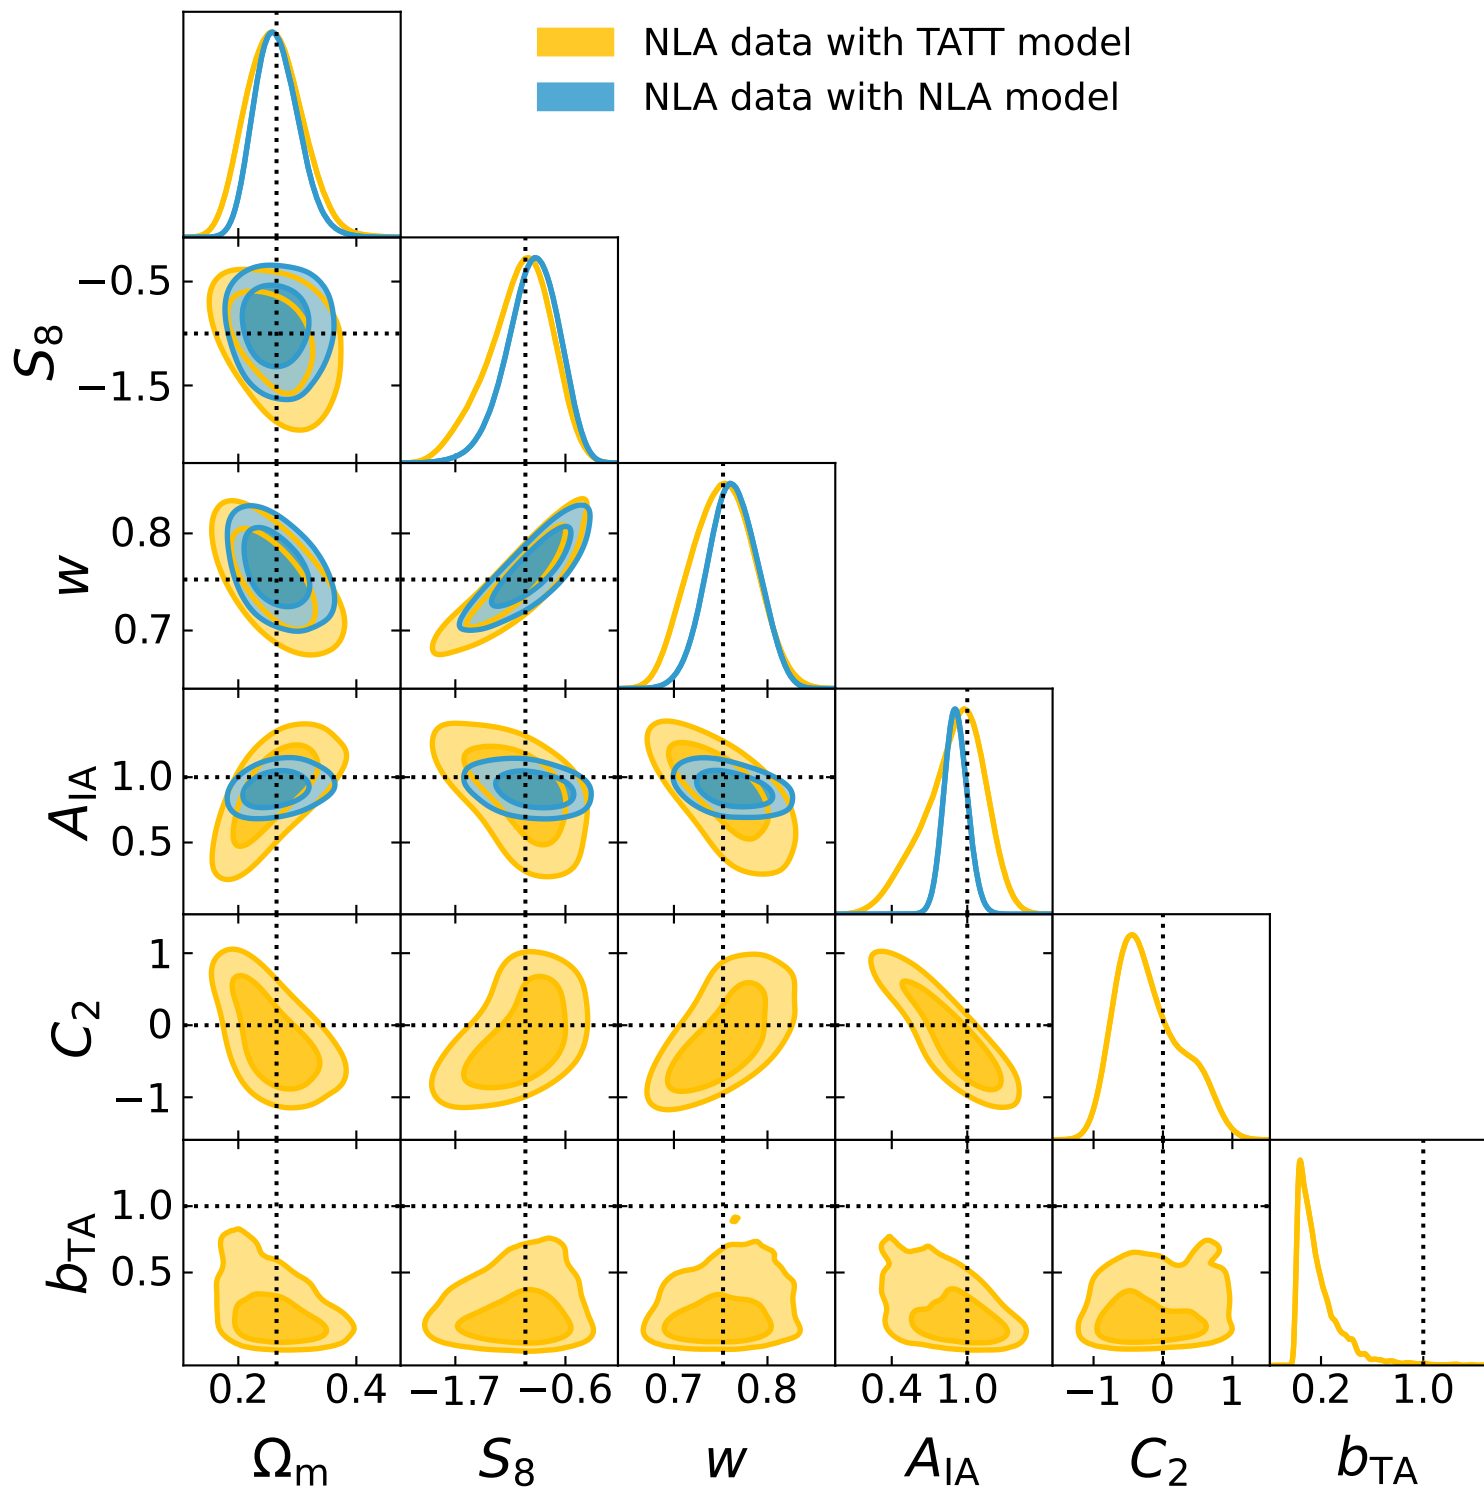 NLA data with TATT model
NLA data with NLA model
−0.5
−1.5
S8
0.8
0.7
w
1.0
0.5
AIA
1
0
−1
C2
1.0
0.5
bTA
0.2 0.4 −1.7 −0.6 0.7 0.8 0.4 1.0 −1 0 1 0.2 1.0
Ωm S8 w AIA C2 bTA